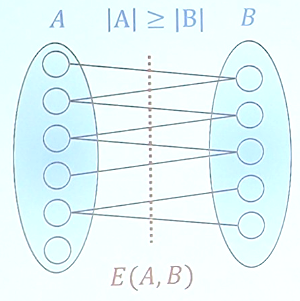 A |A| ≥ |B| B
E(A, B)